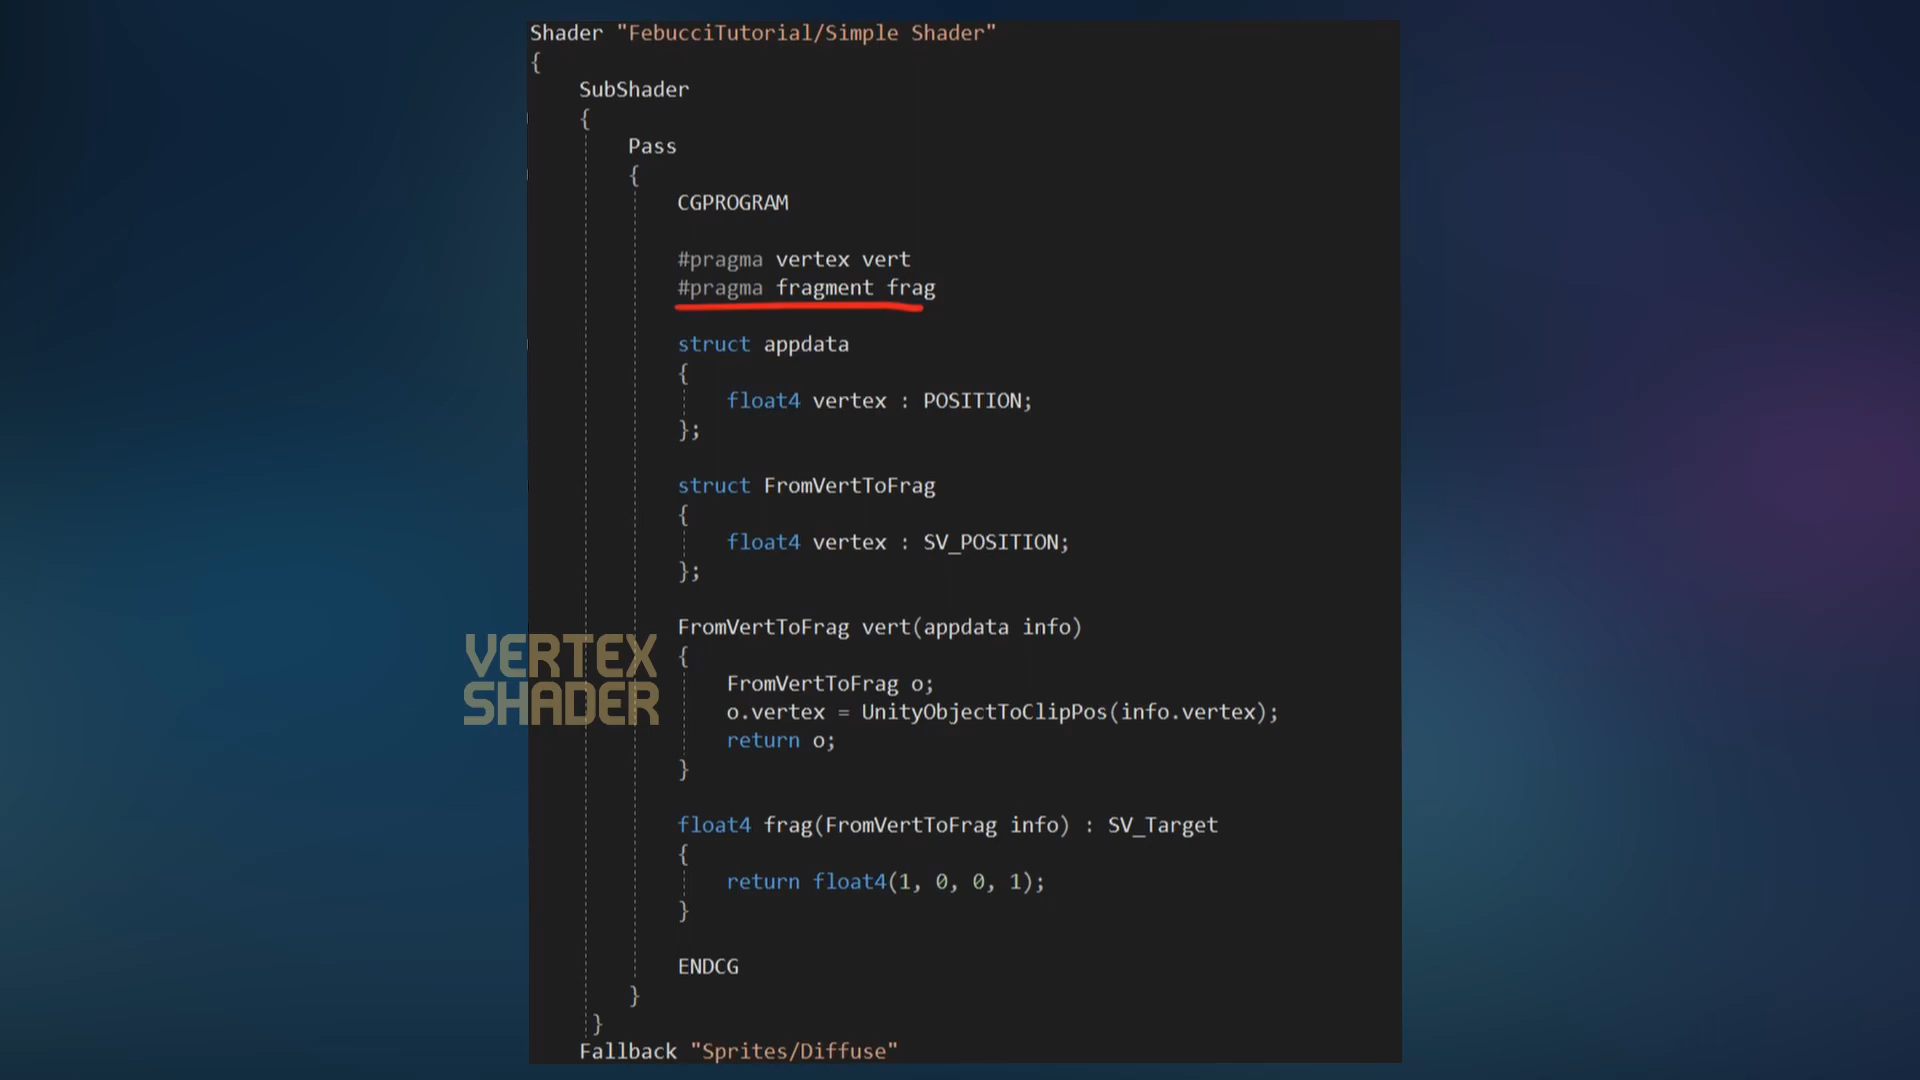 Shader "FebucciTutorial/Simple Shader"
{
SubShader
{
Pass
{
CGPROGRAM
#pragma vertex vert
#pragma fragment frag
struct appdata
{
float4 vertex : POSITION;
};
struct FromVertToFrag
{
float4 vertex : SV_POSITION;
};
FromVertToFrag vert(appdata info)
{
FromVertToFrag o;
o.vertex = UnityObjectToClipPos(info.vertex);
return o;
}
float4 frag(FromVertToFrag info) : SV_Target
{
return float4(1, 0, 0, 1);
}
ENDCG
}
}
Fallback "Sprites/Diffuse"
VERTEX
SHADER